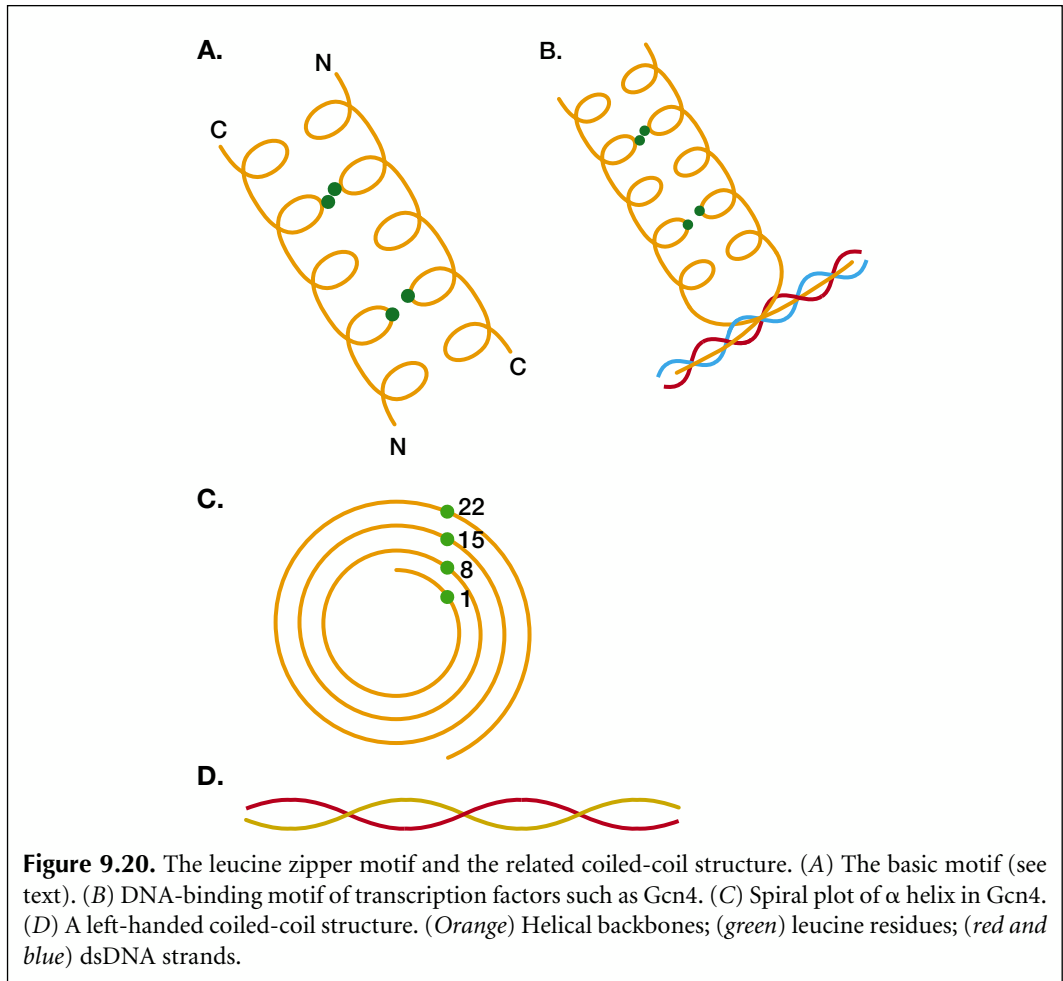 A.
N
C
C
N
B.
C.
22
15
8
1
D.
Figure 9.20. The leucine zipper motif and the related coiled-coil structure. (A) The basic motif (see
text). (B) DNA-binding motif of transcription factors such as Gcn4. (C) Spiral plot of α helix in Gcn4.
(D) A left-handed coiled-coil structure. (Orange) Helical backbones; (green) leucine residues; (red and
blue) dsDNA strands.